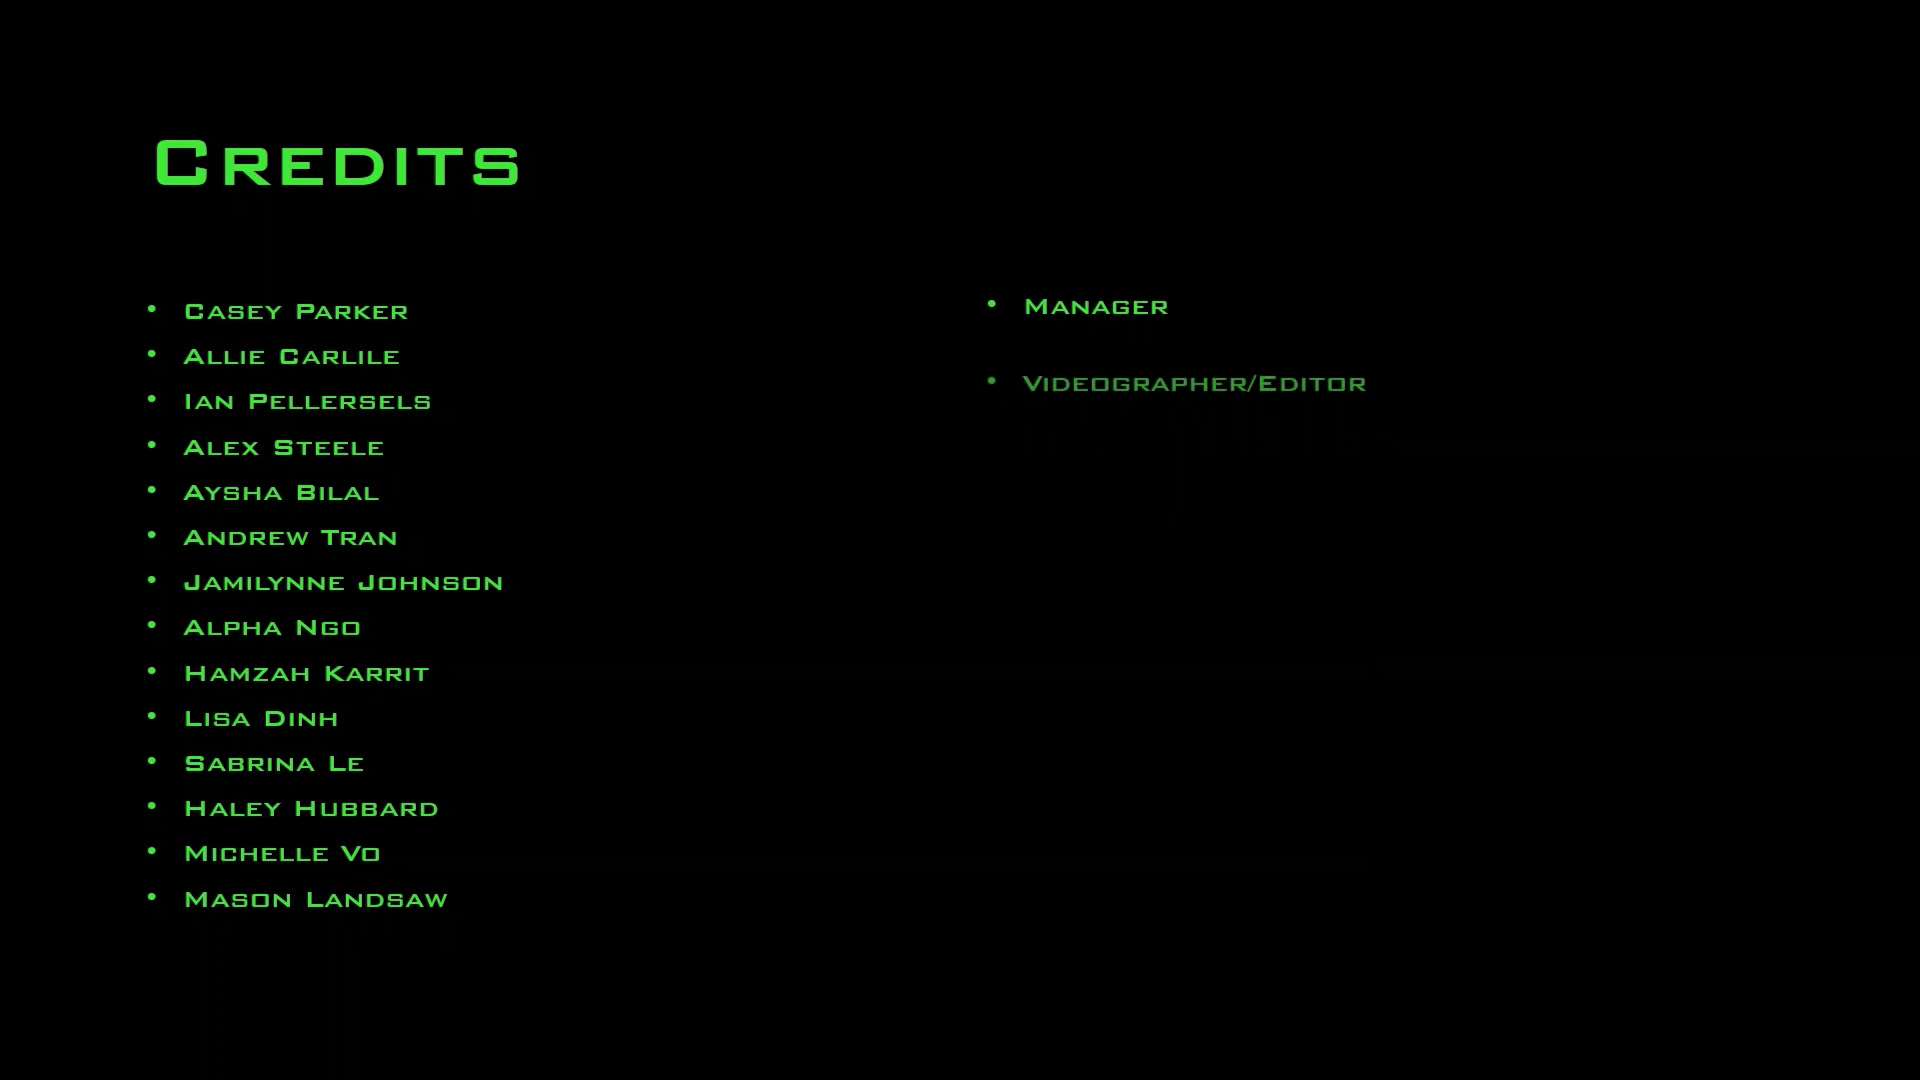 Credits
• Casey Parker
• Allie Carlile
• Ian Pellersels
• Alex Steele
• Aysha Bilal
• Andrew Tran
• Jamilynne Johnson
• Alpha Ngo
• Hamzah Karrit
• Lisa Dinh
• Sabrina Le
• Haley Hubbard
• Michelle Vo
• Mason Landsaw
• Manager
• Videographer/Editor